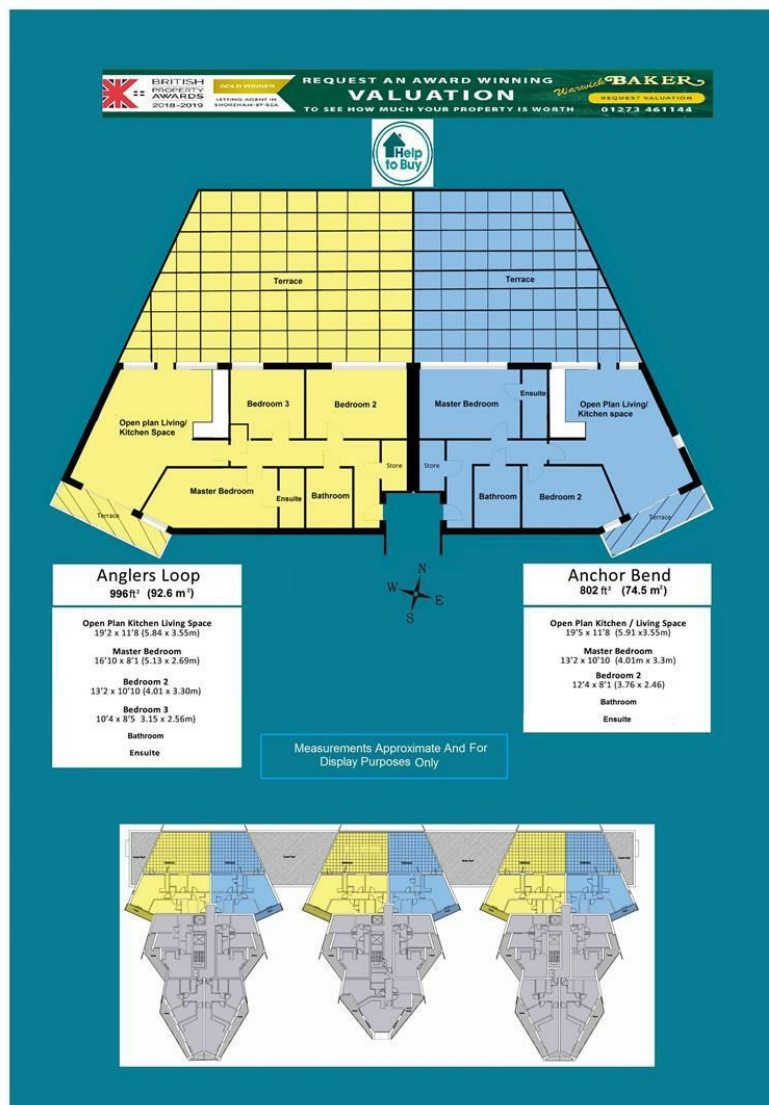 BRITISH
PROPERTY
AWARDS
2018-2019
GOLD WINNER
LETTING AGENT IN
SHOREHAM-BY-SEA
REQUEST AN AWARD WINNING
VALUATION
TO SEE HOW MUCH YOUR PROPERTY IS WORTH
Warwick BAKER
REQUEST VALUATION
01273 461144
Help
to Buy
Terrace
Terrace
Open plan Living/
Kitchen Space
Bedroom 3
Bedroom 2
Master Bedroom
Ensuite
Open Plan Living/
Kitchen space
Master Bedroom
Ensuite
Bathroom
Store
Store
Bathroom
Bedroom 2
Terrace
Terrace
N
W
E
S
Anglers Loop
996ft² (92.6 m²)
Open Plan Kitchen Living Space
19'2 x 11'8 (5.84 x 3.55m)
Master Bedroom
16'10 x 8'1 (5.13 x 2.69m)
Bedroom 2
13'2 x 10'10 (4.01 x 3.30m)
Bedroom 3
10'4 x 8'5 3.15 x 2.56m)
Bathroom
Ensuite
Anchor Bend
802 ft² (74.5 m²)
Open Plan Kitchen / Living Space
19'5 x 11'8 (5.91 x3.55m)
Master Bedroom
13'2 x 10'10 (4.01m x 3.3m)
Bedroom 2
12'4 x 8'1 (3.76 x 2.46)
Bathroom
Ensuite
Measurements Approximate And For
Display Purposes Only